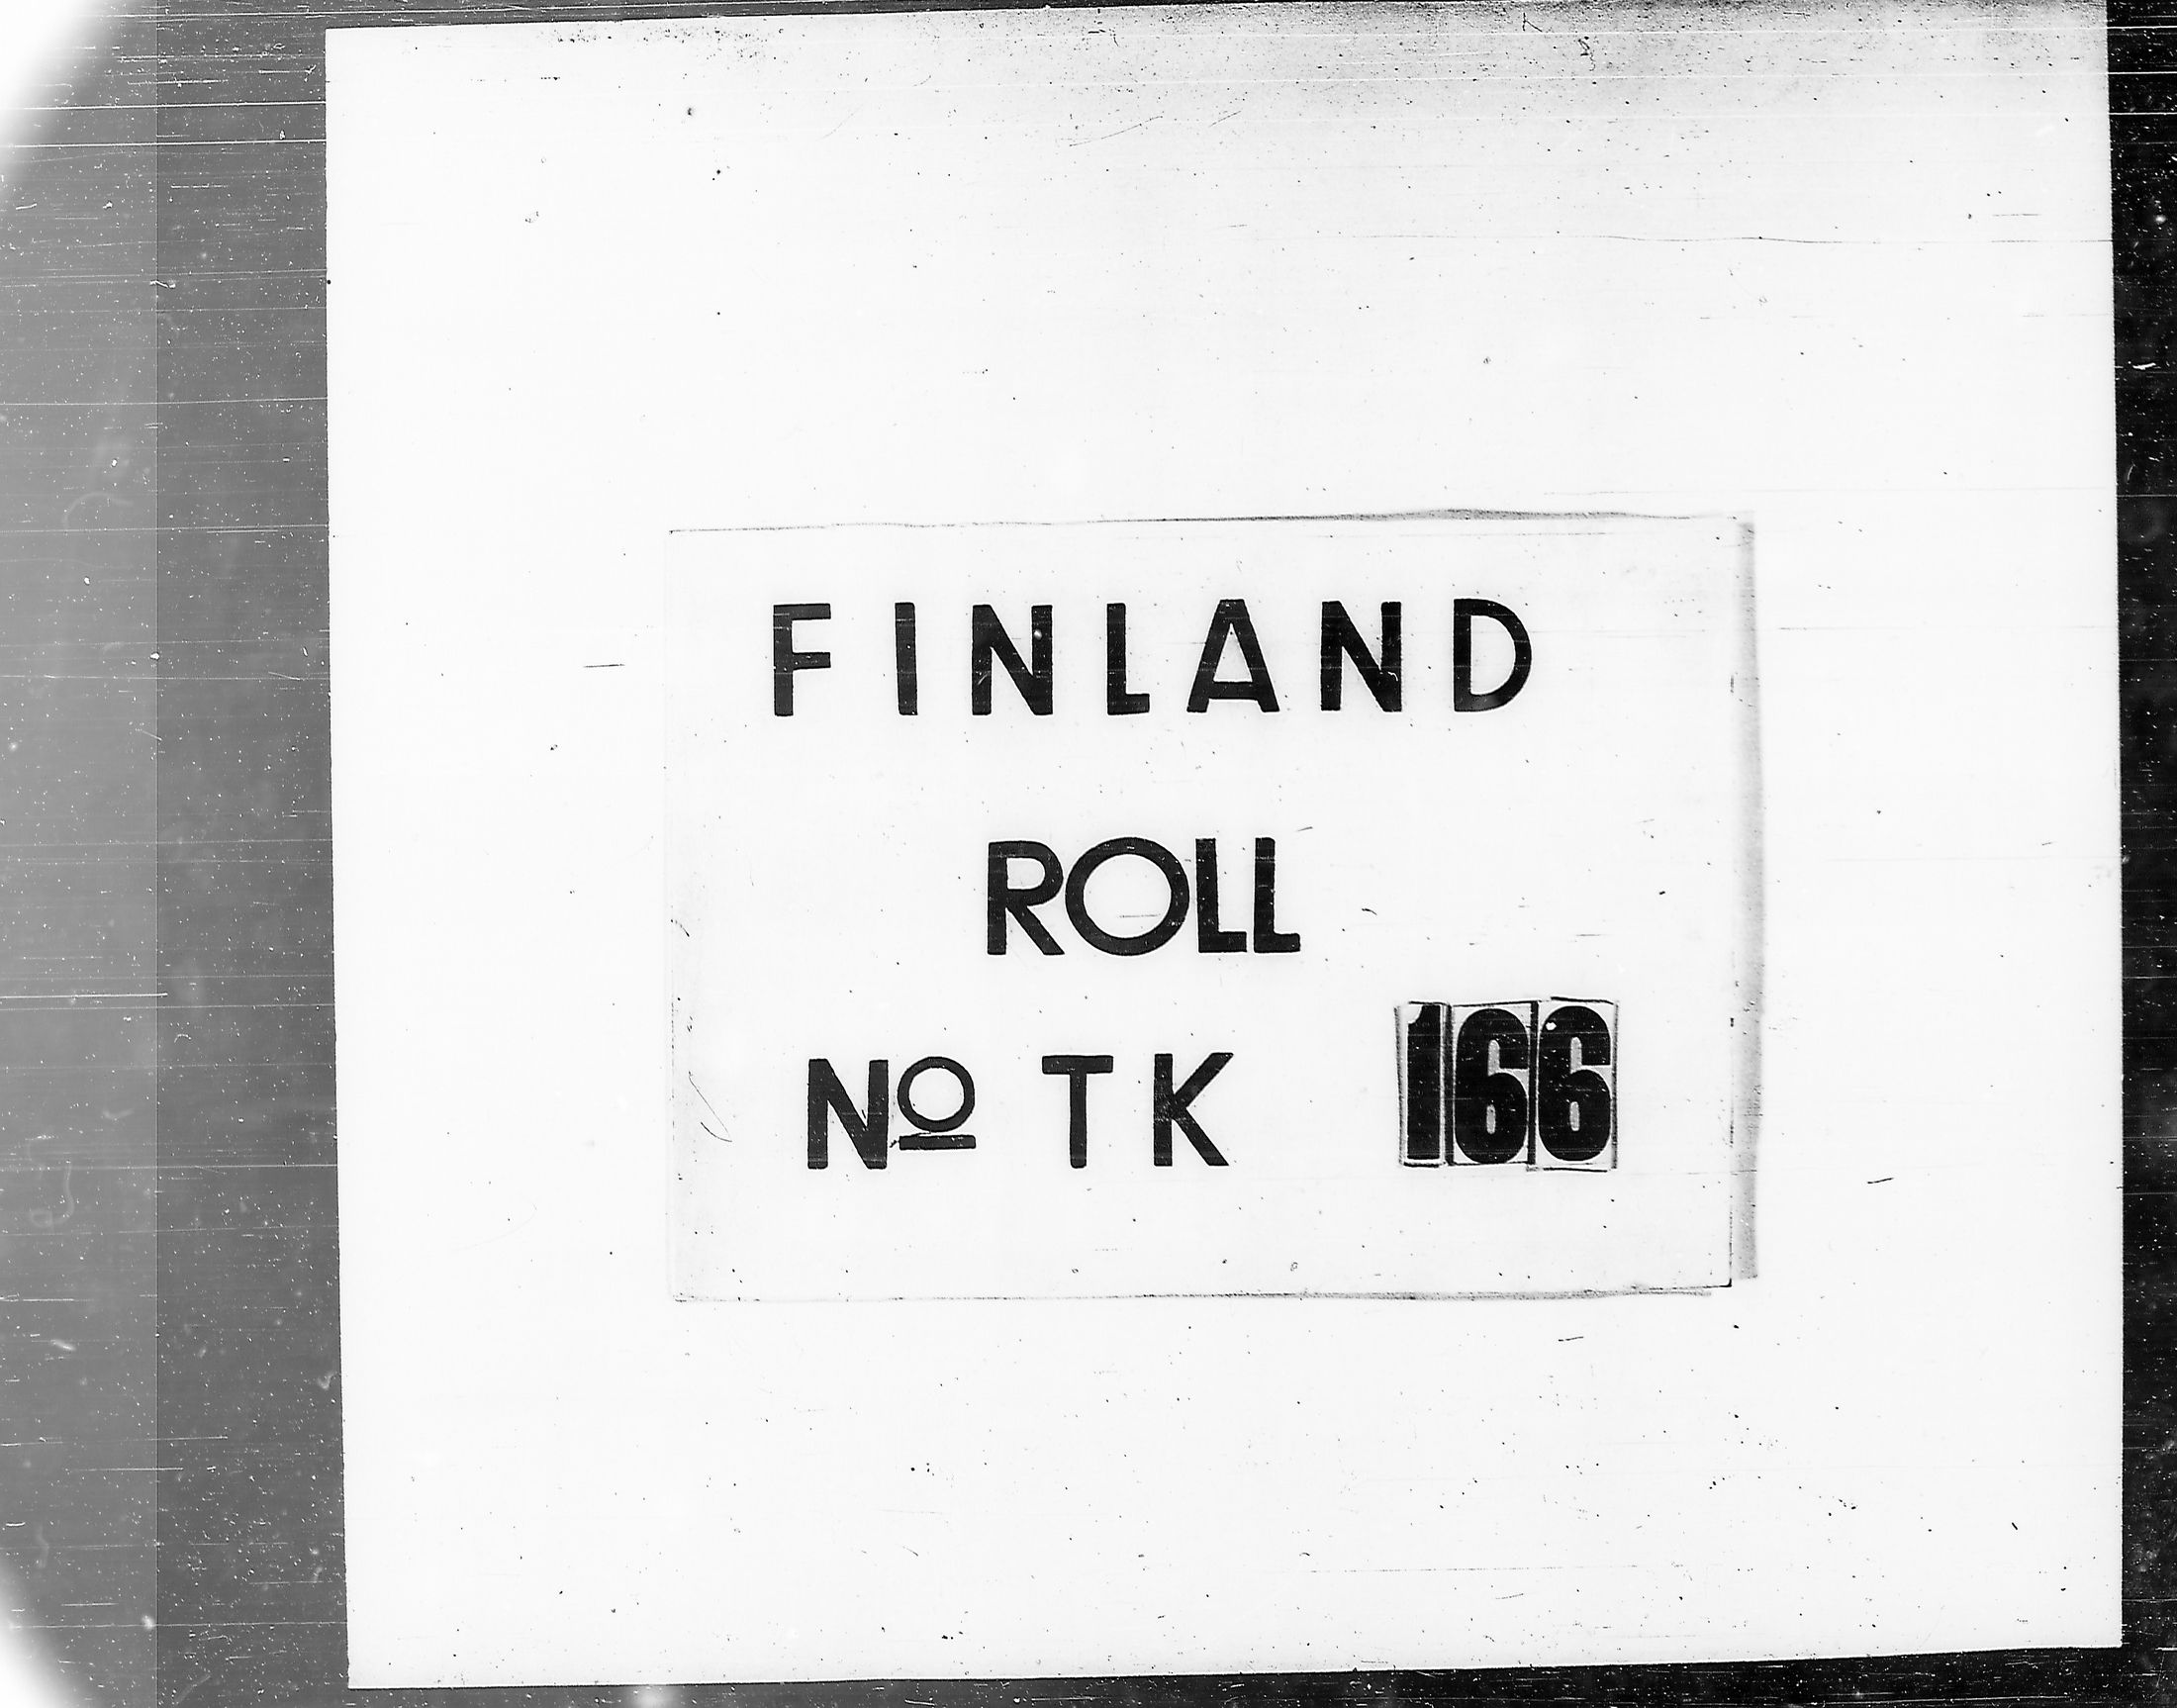 FINLAND
ROLL
Nº TK 166